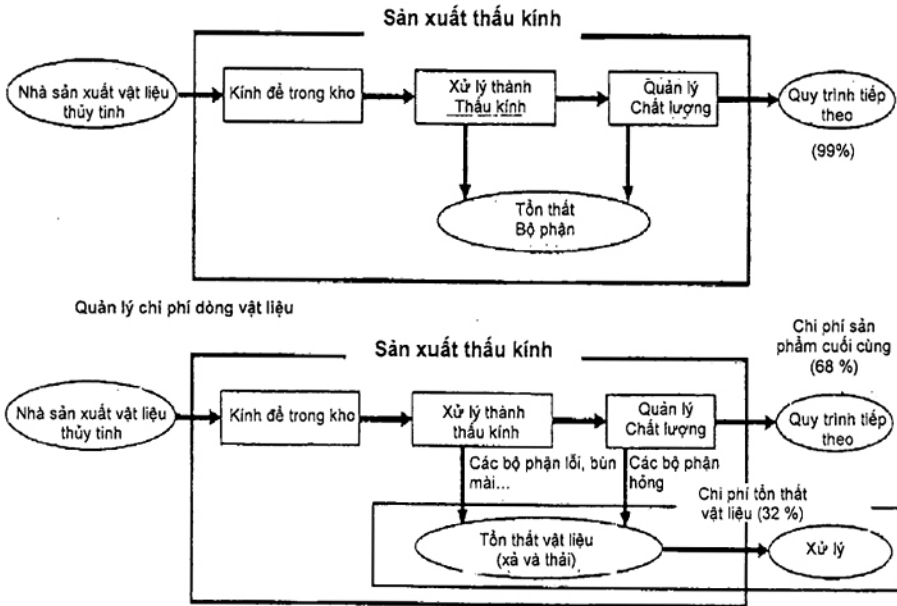 Sản xuất thấu kính
Nhà sản xuất vật liệu
thủy tinh
Kính để trong kho
Xử lý thành
Thấu kính
Quản lý
Chất lượng
Quy trình tiếp
theo
(99%)
Tổn thất
Bộ phận
Quản lý chi phí dòng vật liệu
Sản xuất thấu kính
Chi phí sản
phẩm cuối cùng
(68 %)
Nhà sản xuất vật liệu
thủy tinh
Kính để trong kho
Xử lý thành
thấu kính
Quản lý
Chất lượng
Quy trình tiếp
theo
Các bộ phận lỗi, bùn
mài...
Các bộ phận
hỏng
Chi phí tổn thất
vật liệu (32 %)
Tổn thất vật liệu
(xả và thải)
Xử lý